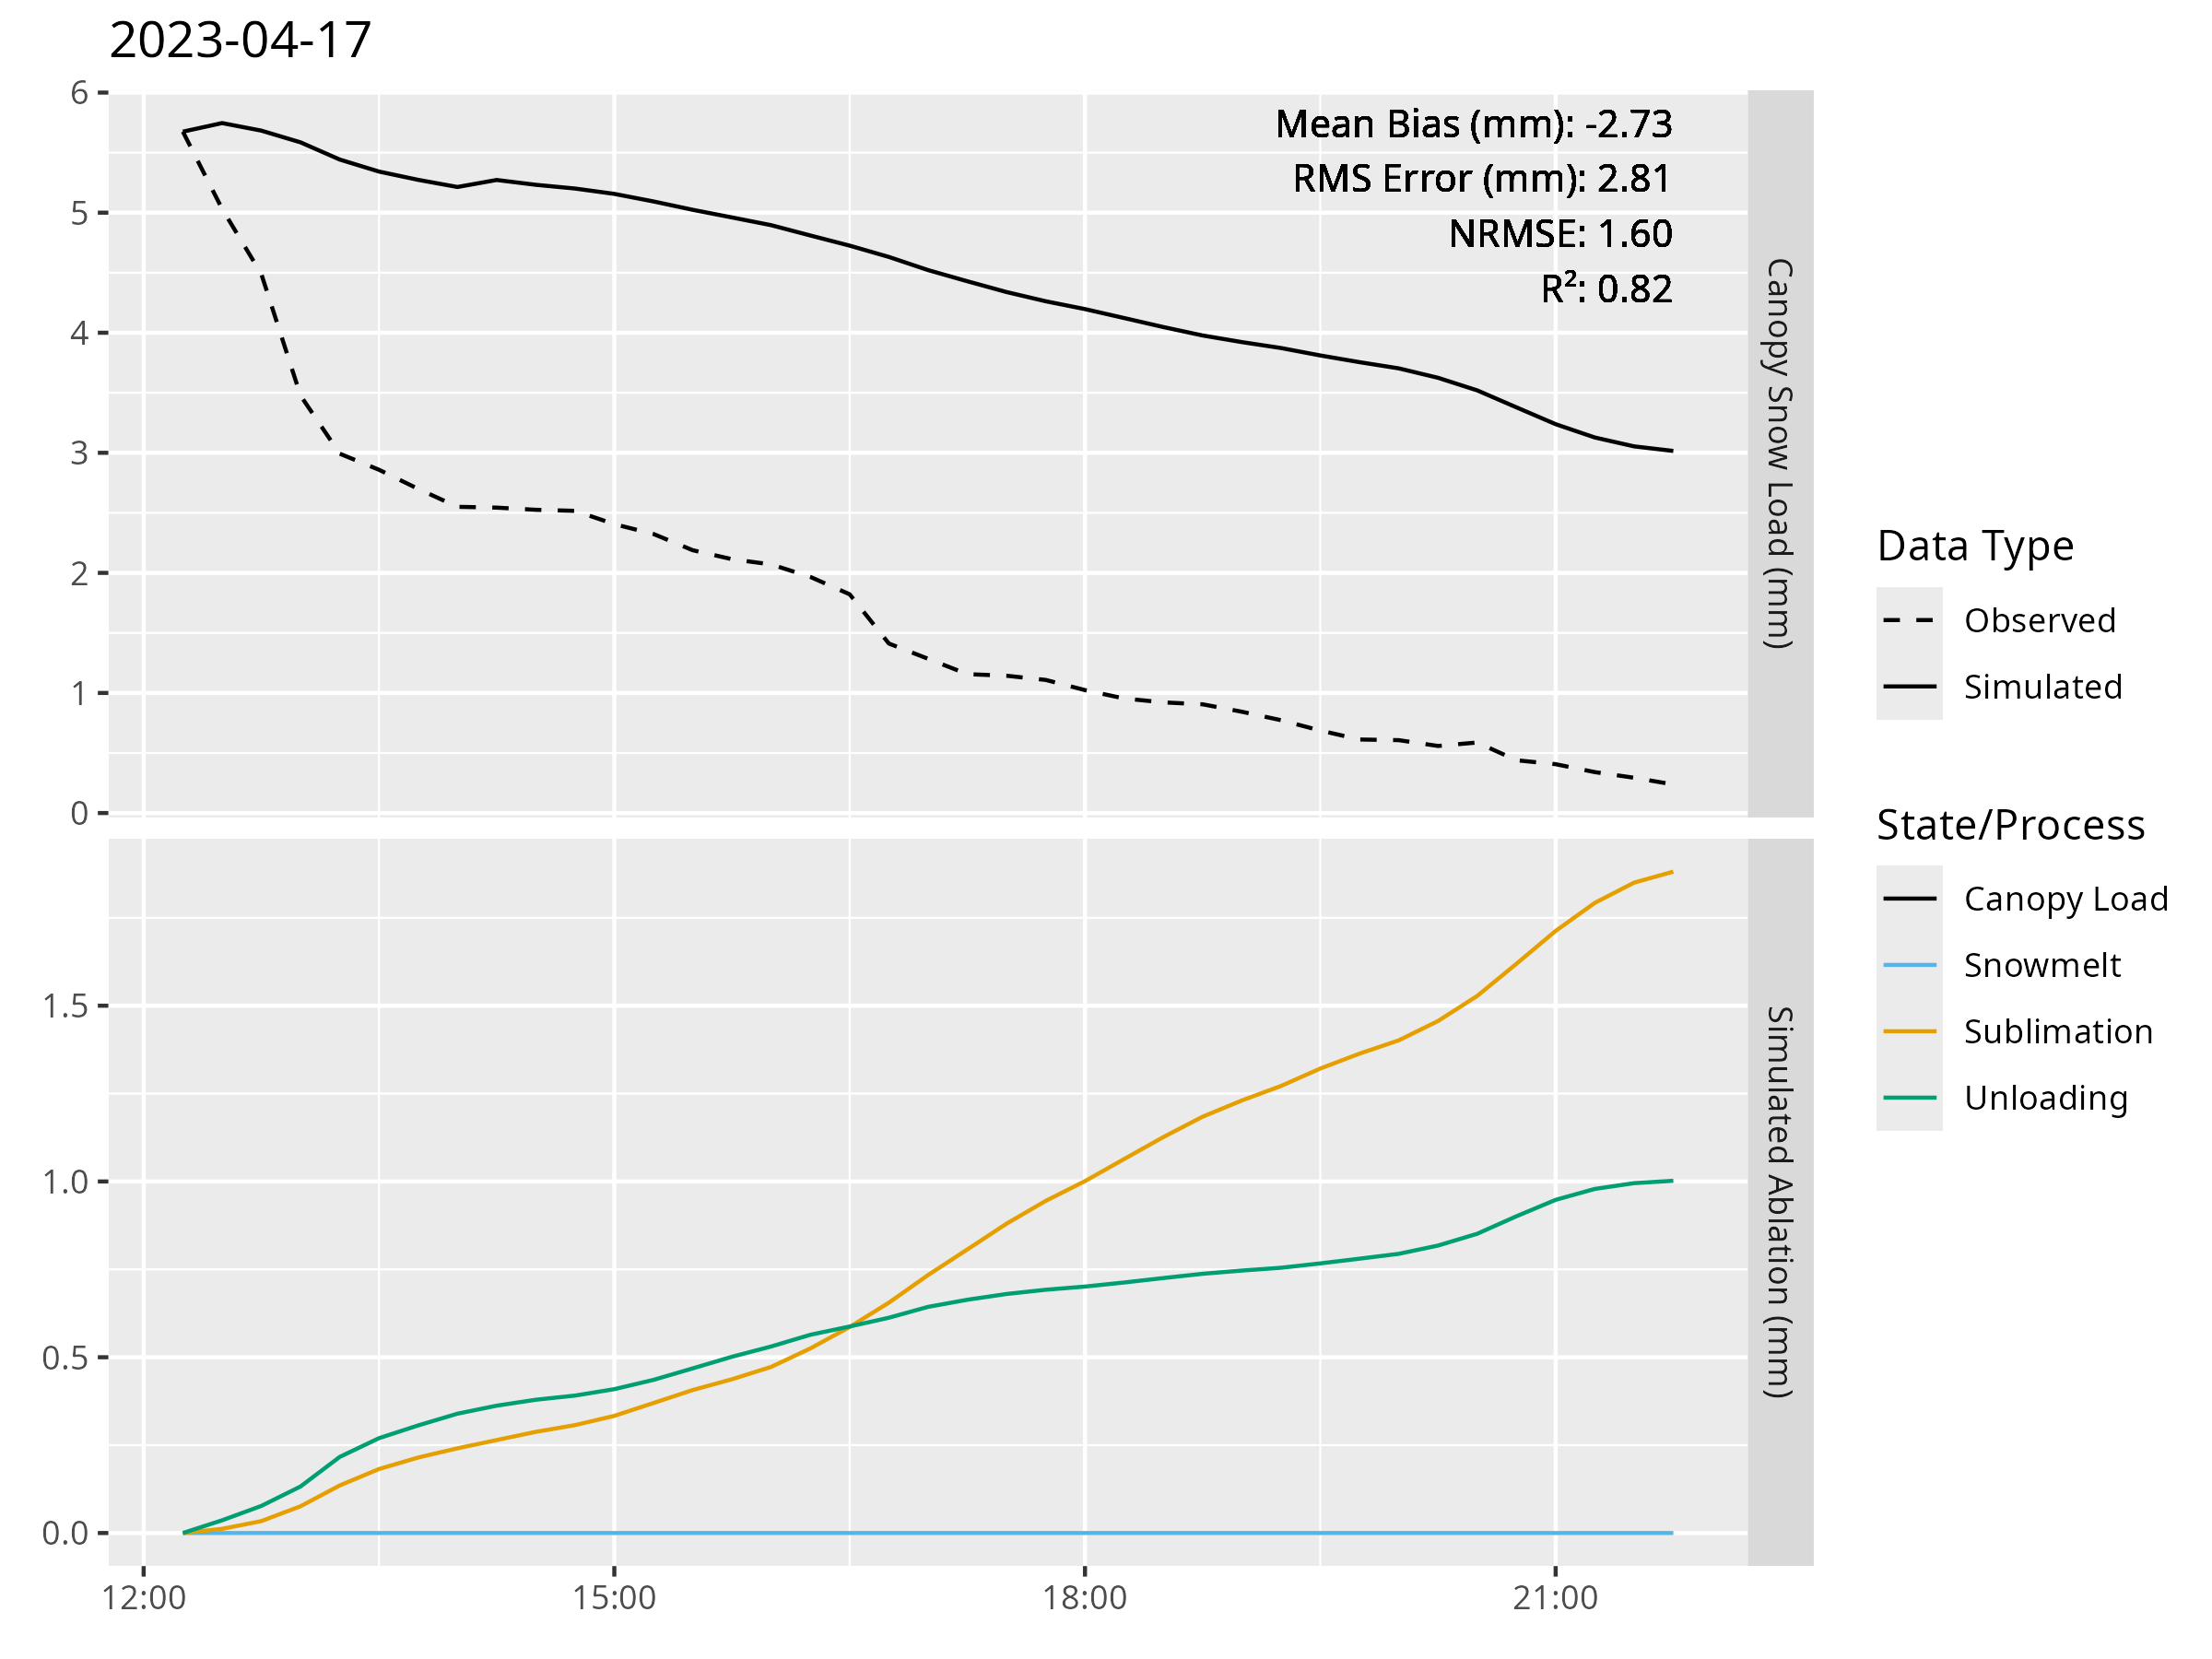 2023-04-17
6
5
4
3
2
1
0
Mean Bias (mm): -2.73
RMS Error (mm): 2.81
NRMSE: 1.60
R²: 0.82
Canopy Snow Load (mm)
1.5
1.0
0.5
0.0
Simulated Ablation (mm)
12:00
15:00
18:00
21:00
Data Type
Observed
Simulated
State/Process
Canopy Load
Snowmelt
Sublimation
Unloading